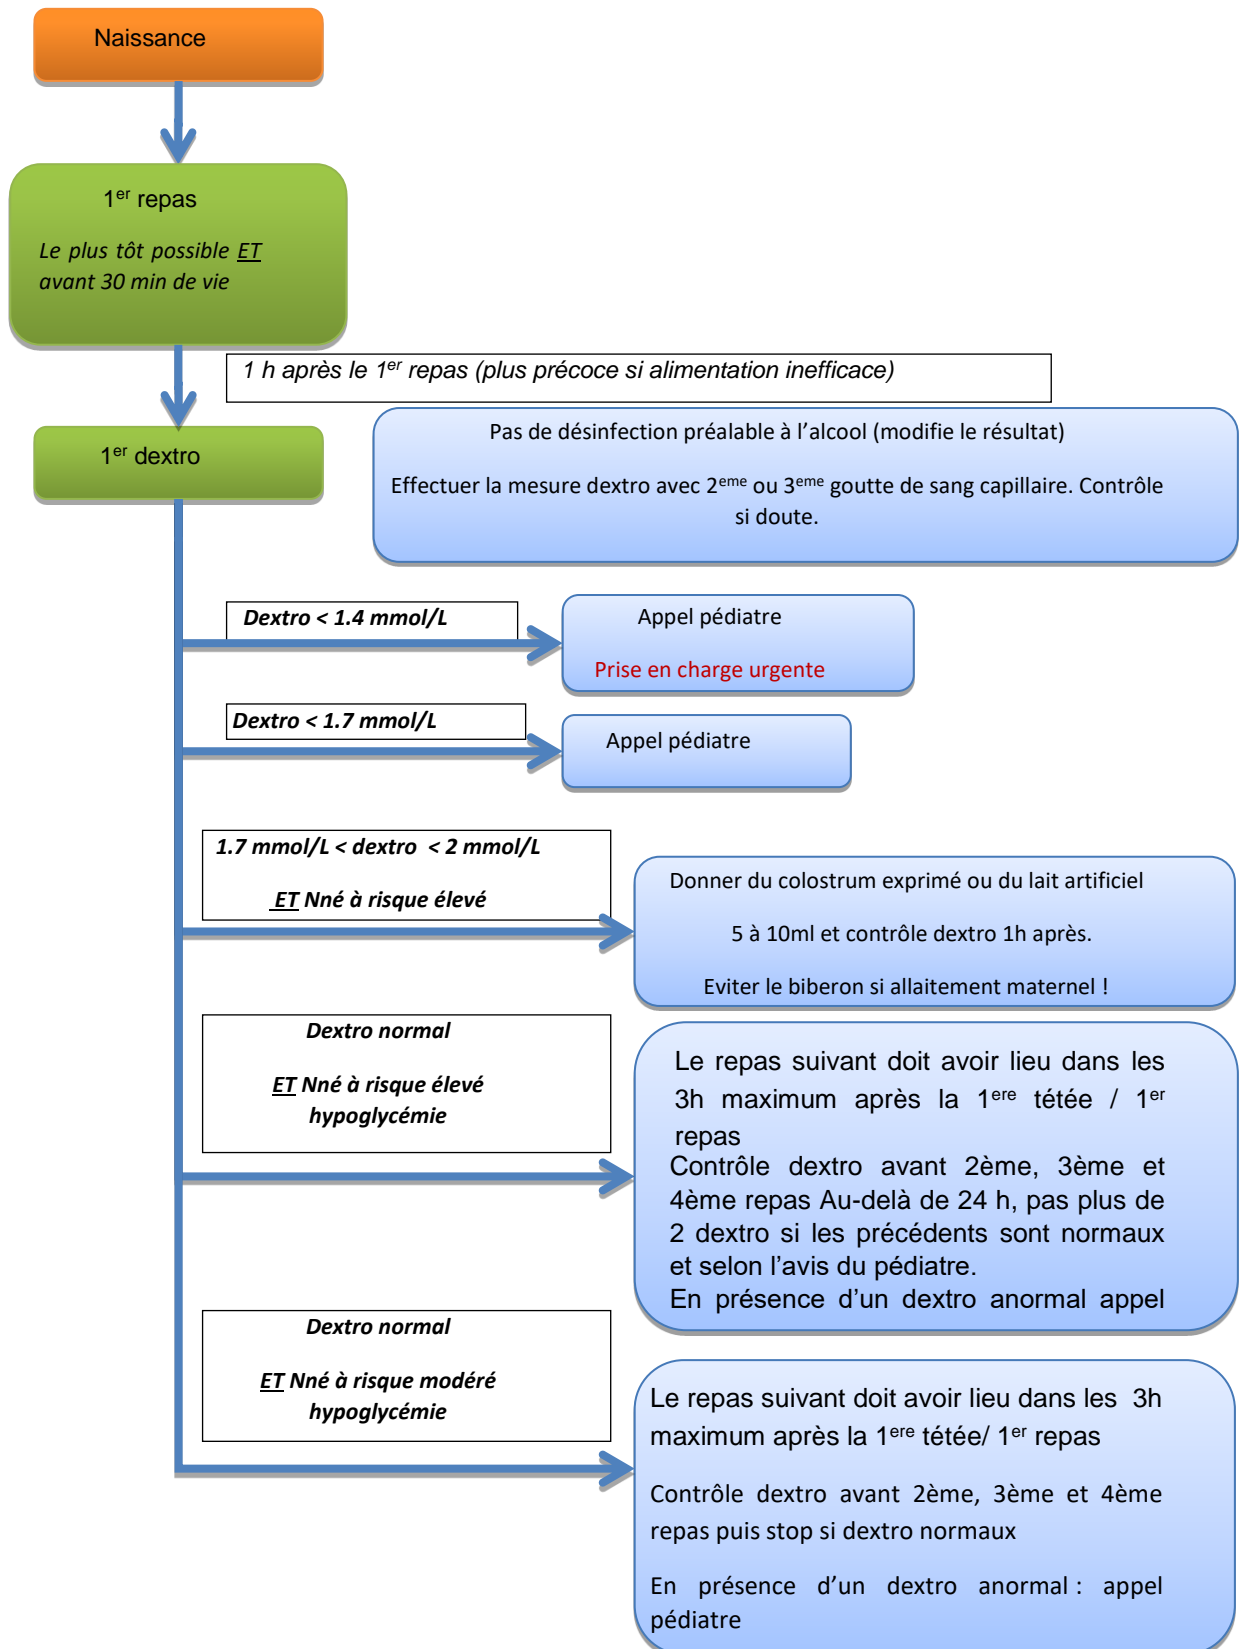 Naissance
1er repas
Le plus tôt possible ET
avant 30 min de vie
1 h après le 1er repas (plus précoce si alimentation inefficace)
1er dextro
Pas de désinfection préalable à l’alcool (modifie le résultat)
Effectuer la mesure dextro avec 2eme ou 3eme goutte de sang capillaire. Contrôle
si doute.
Dextro < 1.4 mmol/L
Appel pédiatre
Prise en charge urgente
Dextro < 1.7 mmol/L
Appel pédiatre
1.7 mmol/L < dextro < 2 mmol/L
ET Nné à risque élevé
Donner du colostrum exprimé ou du lait artificiel
5 à 10ml et contrôle dextro 1h après.
Eviter le biberon si allaitement maternel !
Dextro normal
ET Nné à risque élevé
hypoglycémie
Le repas suivant doit avoir lieu dans les
3h maximum après la 1ere tétée / 1er
repas
Contrôle dextro avant 2ème, 3ème et
4ème repas Au-delà de 24 h, pas plus de
2 dextro si les précédents sont normaux
et selon l’avis du pédiatre.
En présence d’un dextro anormal appel
Dextro normal
ET Nné à risque modéré
hypoglycémie
Le repas suivant doit avoir lieu dans les 3h
maximum après la 1ere tétée/ 1er repas
Contrôle dextro avant 2ème, 3ème et 4ème
repas puis stop si dextro normaux
En présence d’un dextro anormal : appel
pédiatre